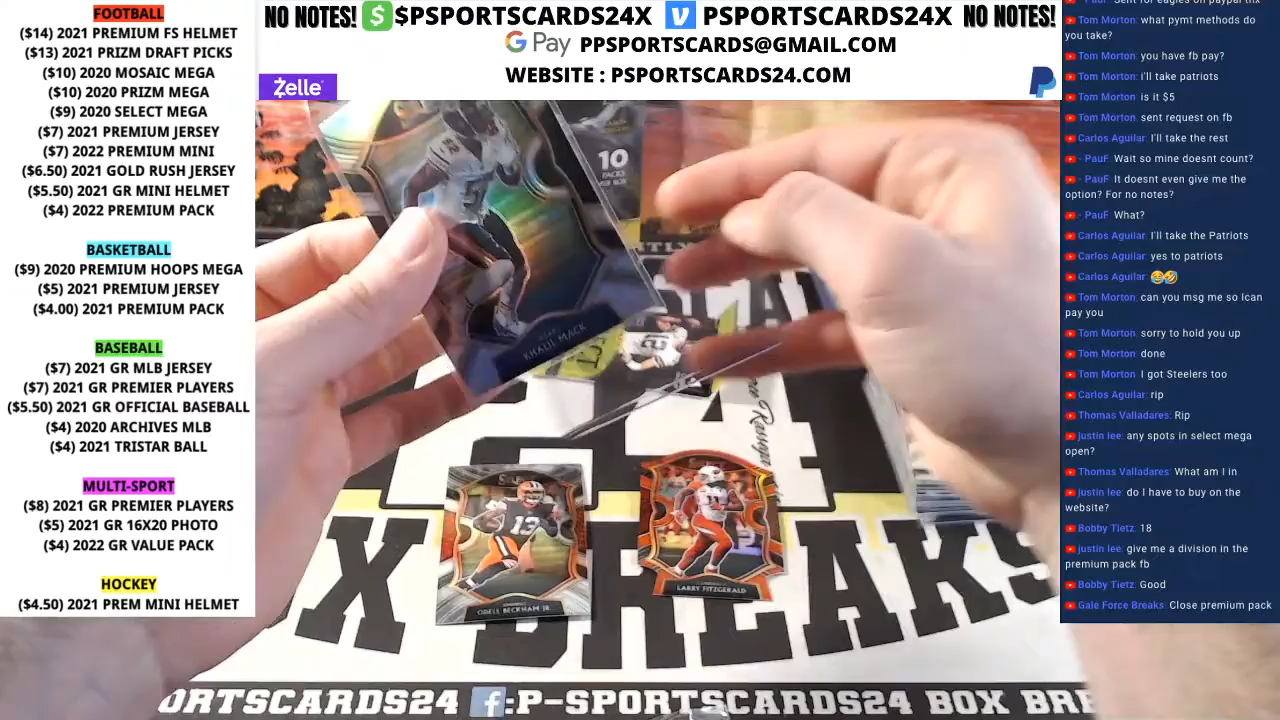 NO NOTES! $ $PSPORTSCARDS24X V PSPORTSCARDS24X NO NOTES!
G Pay PPSPORTSCARDS@GMAIL.COM
WEBSITE : PSPORTSCARDS24.COM
Zelle
FOOTBALL
($14) 2021 PREMIUM FS HELMET
($13) 2021 PRIZM DRAFT PICKS
($10) 2020 MOSAIC MEGA
($10) 2020 PRIZM MEGA
($9) 2020 SELECT MEGA
($7) 2021 PREMIUM JERSEY
($7) 2022 PREMIUM MINI
($6.50) 2021 GOLD RUSH JERSEY
($5.50) 2021 GR MINI HELMET
($4) 2022 PREMIUM PACK
BASKETBALL
($9) 2020 PREMIUM HOOPS MEGA
($5) 2021 PREMIUM JERSEY
($4.00) 2021 PREMIUM PACK
BASEBALL
($7) 2021 GR MLB JERSEY
($7) 2021 GR PREMIER PLAYERS
($5.50) 2021 GR OFFICIAL BASEBALL
($4) 2020 ARCHIVES MLB
($4) 2021 TRISTAR BALL
MULTI-SPORT
($8) 2021 GR PREMIER PLAYERS
($5) 2021 GR 16X20 PHOTO
($4) 2022 GR VALUE PACK
HOCKEY
($4.50) 2021 PREM MINI HELMET
10
PACKS
KHALIL MACK
12
24
13
ODELL BECKHAM JR.
LARRY FITZGERALD
X BREAKS
ORTSCARDS24 f:P-SPORTSCARDS24 BOX BRE
Tom Morton: what pymt methods do
you take?
Tom Morton: you have fb pay?
Tom Morton: i'll take patriots
Tom Morton: is it $5
Tom Morton: sent request on fb
Carlos Aguilar: I'll take the rest
- PauF: Wait so mine doesnt count?
- PauF: It doesnt even give me the
option? For no notes?
- PauF: What?
Carlos Aguilar: I'll take the Patriots
Carlos Aguilar: yes to patriots
Carlos Aguilar: 😂🤣
Tom Morton: can you msg me so Ican
pay you
Tom Morton: sorry to hold you up
Tom Morton: done
Tom Morton: I got Steelers too
Carlos Aguilar: rip
Thomas Valladares: Rip
justin lee: any spots in select mega
open?
Thomas Valladares: What am I in
justin lee: do I have to buy on the
website?
Bobby Tietz: 18
justin lee: give me a division in the
premium pack fb
Bobby Tietz: Good
Gale Force Breaks: Close premium pack